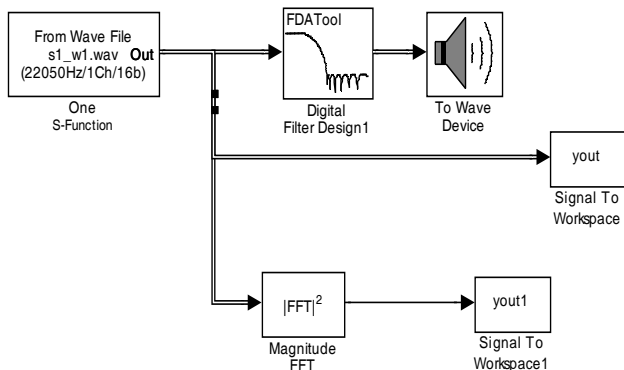 From Wave File
s1_w1.wav Out
(22050Hz/1Ch/16b)
One
S-Function
FDATool
Digital
Filter Design1
To Wave
Device
yout
Signal To
Workspace
|FFT|²
Magnitude
FFT
yout1
Signal To
Workspace1